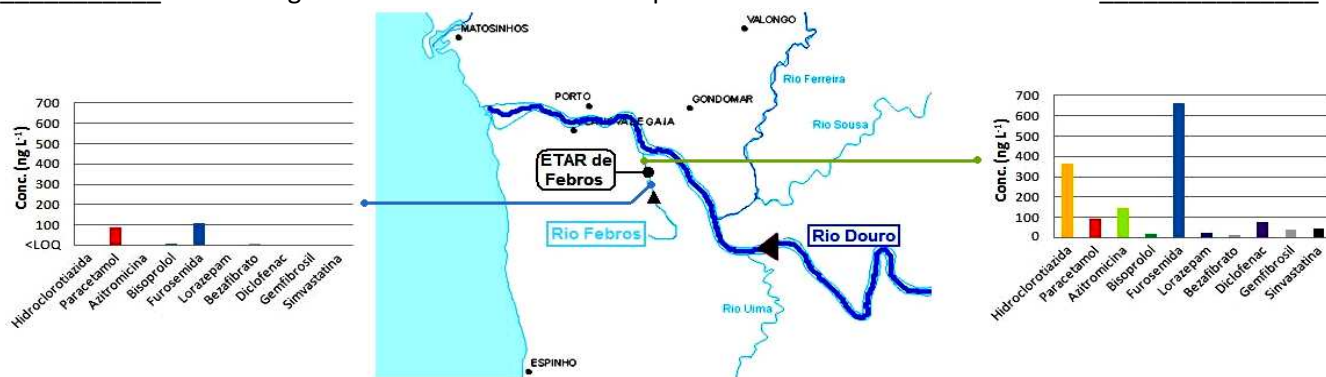 Conc. (ng L⁻¹)
700
600
500
400
300
200
100
<LOQ
Hidroclorotiazida
Paracetamol
Azitromicina
Bisoprolol
Furosemida
Lorazepam
Bezafibrato
Diclofenac
Gemfibrosil
Sinvastatina
MATOSINHOS
VALONGO
Rio Ferreira
PORTO
GONDOMAR
Rio Sousa
GAIA
ETAR de
Febros
Rio Febros
Rio Douro
Rio Uima
ESPINHO
Conc. (ng L⁻¹)
700
600
500
400
300
200
100
0
Hidroclorotiazida
Paracetamol
Azitromicina
Bisoprolol
Furosemida
Lorazepam
Bezafibrato
Diclofenac
Gemfibrosil
Sinvastatina